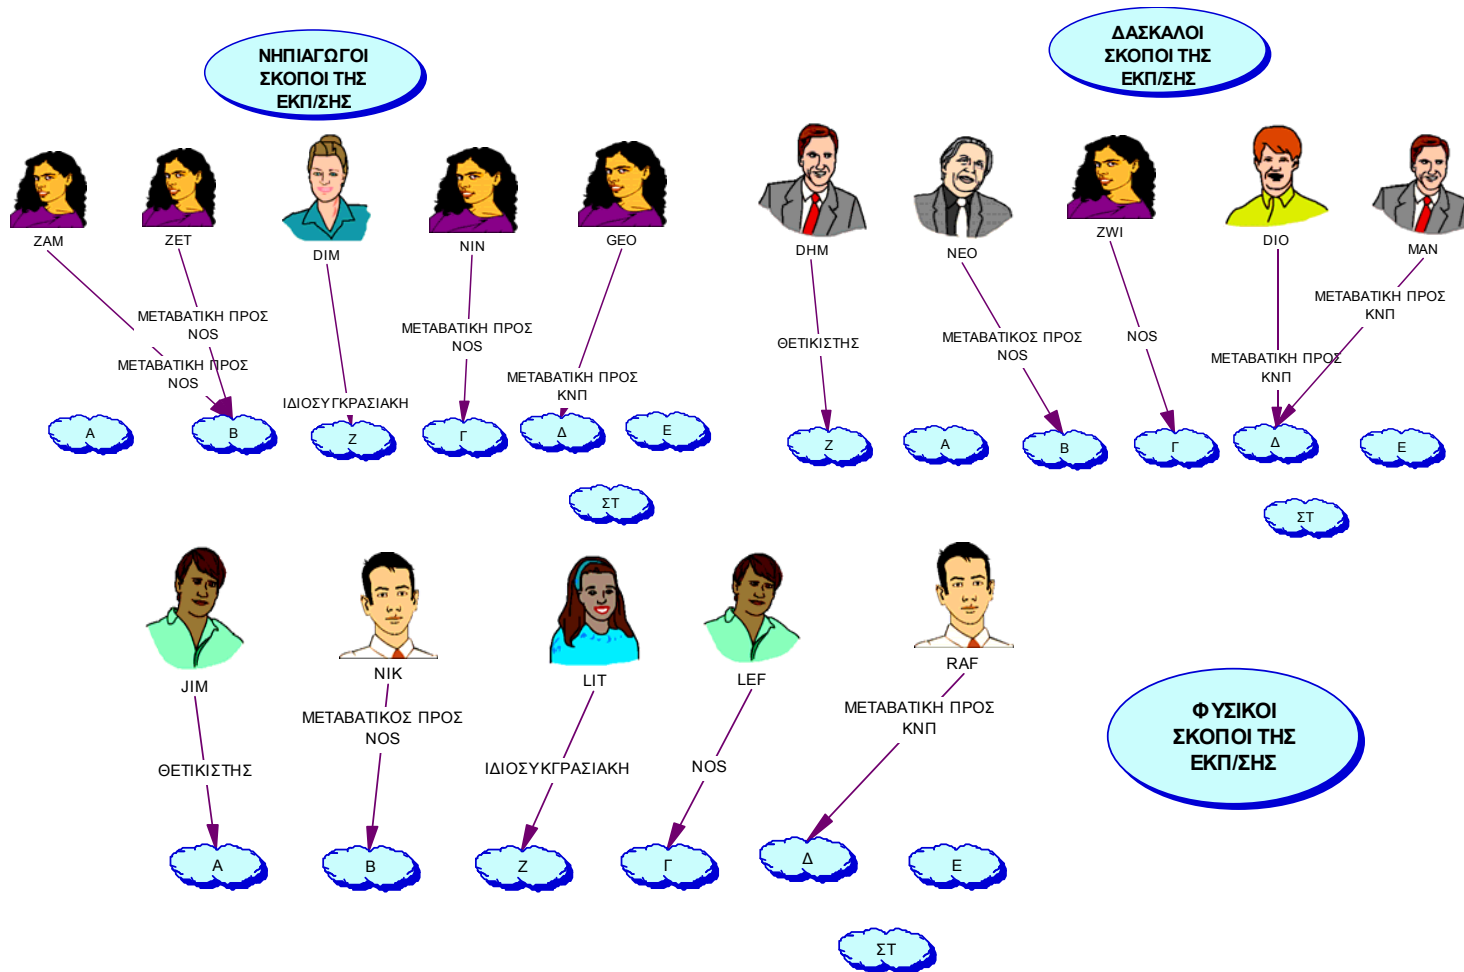 ΝΗΠΙΑΓΩΓΟΙ
ΣΚΟΠΟΙ ΤΗΣ
ΕΚΠ/ΣΗΣ
ΔΑΣΚΑΛΟΙ
ΣΚΟΠΟΙ ΤΗΣ
ΕΚΠ/ΣΗΣ
ZAM
ZET
DIM
NIN
GEO
ΜΕΤΑΒΑΤΙΚΗ ΠΡΟΣ
NOS
ΜΕΤΑΒΑΤΙΚΗ ΠΡΟΣ
NOS
ΙΔΙΟΣΥΓΚΡΑΣΙΑΚΗ
ΜΕΤΑΒΑΤΙΚΗ ΠΡΟΣ
NOS
ΜΕΤΑΒΑΤΙΚΗ ΠΡΟΣ
ΚΝΠ
Α
Β
Ζ
Γ
Δ
Ε
ΣΤ
DHM
NEO
ZWI
DIO
MAN
ΘΕΤΙΚΙΣΤΗΣ
ΜΕΤΑΒΑΤΙΚΟΣ ΠΡΟΣ
NOS
NOS
ΜΕΤΑΒΑΤΙΚΗ ΠΡΟΣ
ΚΝΠ
ΜΕΤΑΒΑΤΙΚΗ ΠΡΟΣ
ΚΝΠ
Ζ
Α
Β
Γ
Δ
Ε
ΣΤ
JIM
NIK
LIT
LEF
RAF
ΘΕΤΙΚΙΣΤΗΣ
ΜΕΤΑΒΑΤΙΚΟΣ ΠΡΟΣ
NOS
ΙΔΙΟΣΥΚΓΡΑΣΙΑΚΗ
NOS
ΜΕΤΑΒΑΤΙΚΗ ΠΡΟΣ
ΚΝΠ
ΦΥΣΙΚΟΙ
ΣΚΟΠΟΙ ΤΗΣ
ΕΚΠ/ΣΗΣ
Α
Β
Ζ
Γ
Δ
Ε
ΣΤ